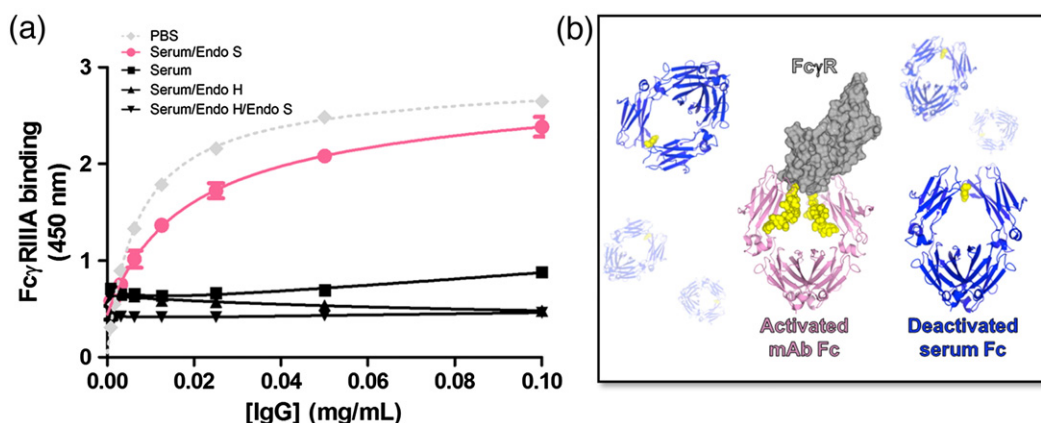 (a)
PBS
Serum/Endo S
Serum
Serum/Endo H
Serum/Endo H/Endo S
FcγRIIIA binding
(450 nm)
3
2
1
0
0.00
0.02
0.04
0.06
0.08
0.10
[IgG] (mg/mL)
(b)
FcγR
Activated
mAb Fc
Deactivated
serum Fc